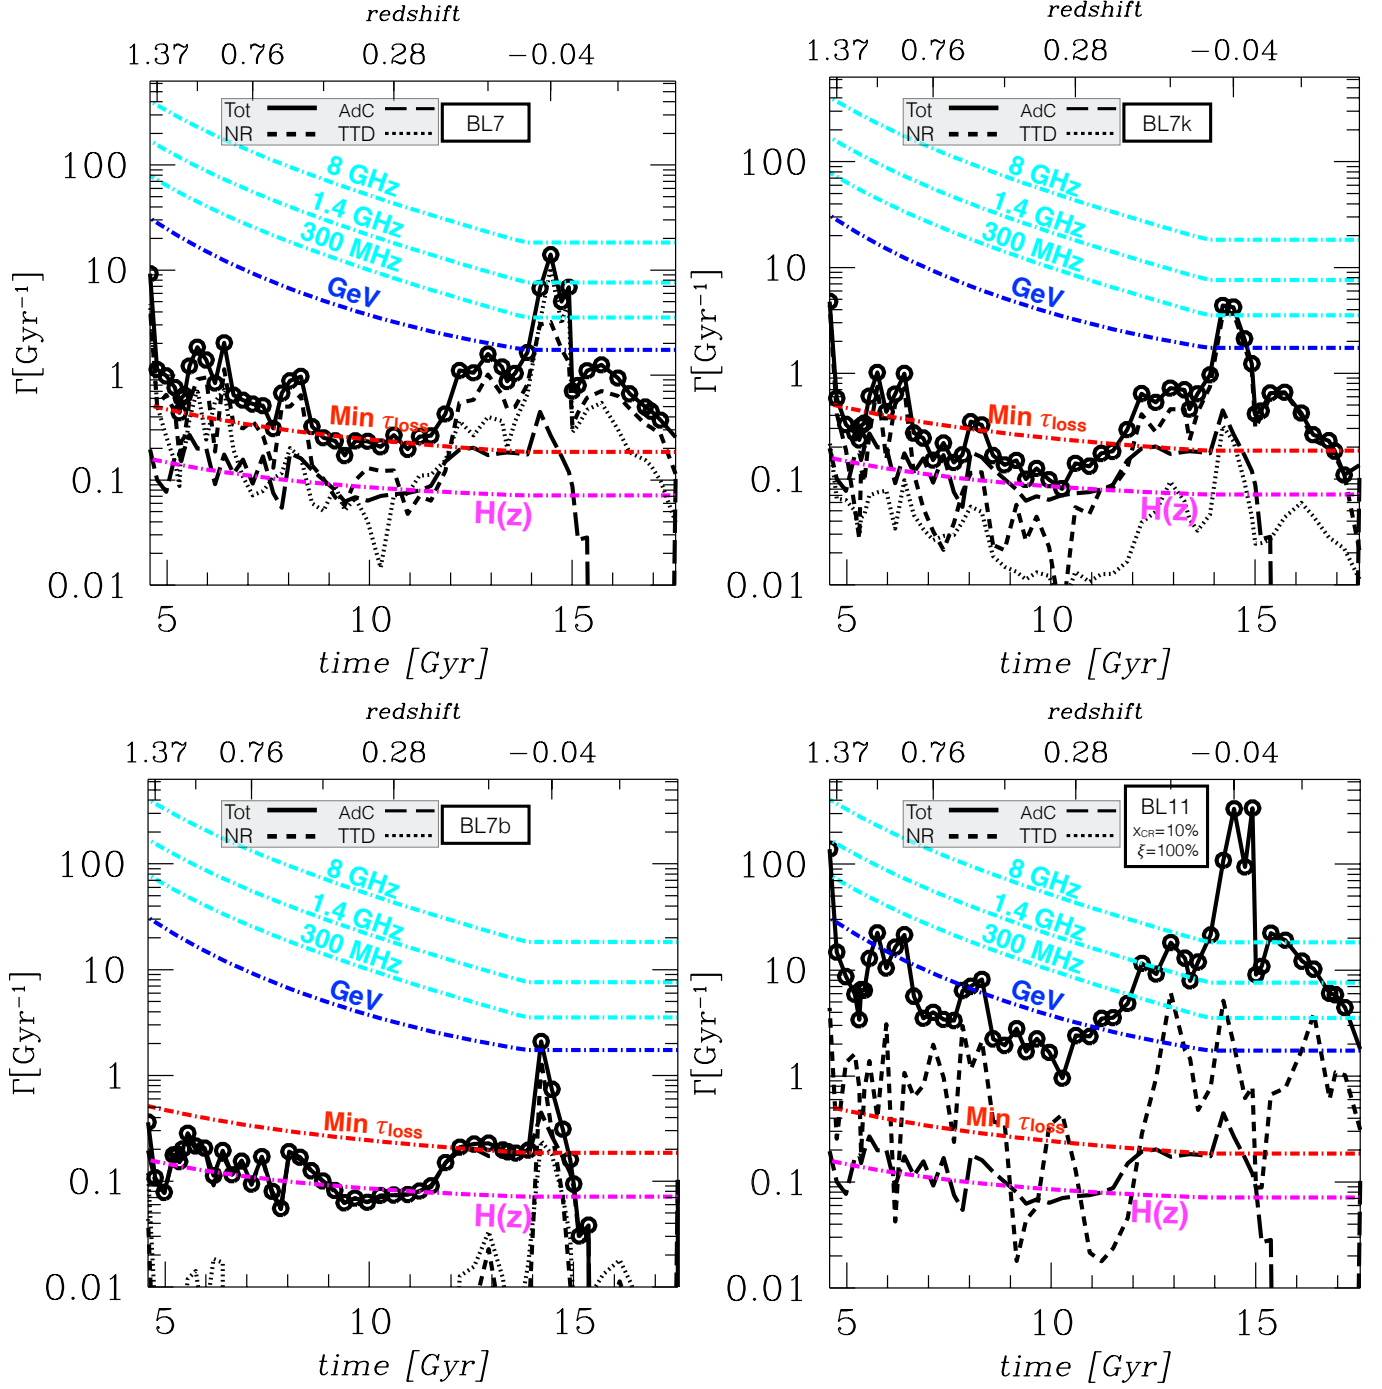 redshift
1.37 0.76 0.28 −0.04
Tot AdC
NR TTD
BL7
8 GHz
1.4 GHz
300 MHz
GeV
Min τloss
H(z)
Γ[Gyr−1]
100
10
1
0.1
0.01
5 10 15
time [Gyr]
redshift
1.37 0.76 0.28 −0.04
Tot AdC
NR TTD
BL7k
8 GHz
1.4 GHz
300 MHz
GeV
Min τloss
H(z)
Γ[Gyr−1]
100
10
1
0.1
0.01
5 10 15
time [Gyr]
redshift
1.37 0.76 0.28 −0.04
Tot AdC
NR TTD
BL7b
8 GHz
1.4 GHz
300 MHz
GeV
Min τloss
H(z)
Γ[Gyr−1]
100
10
1
0.1
0.01
5 10 15
time [Gyr]
redshift
1.37 0.76 0.28 −0.04
Tot AdC
NR TTD
BL11
xCR=10%
ξ=100%
8 GHz
1.4 GHz
300 MHz
GeV
Min τloss
H(z)
Γ[Gyr−1]
100
10
1
0.1
0.01
5 10 15
time [Gyr]